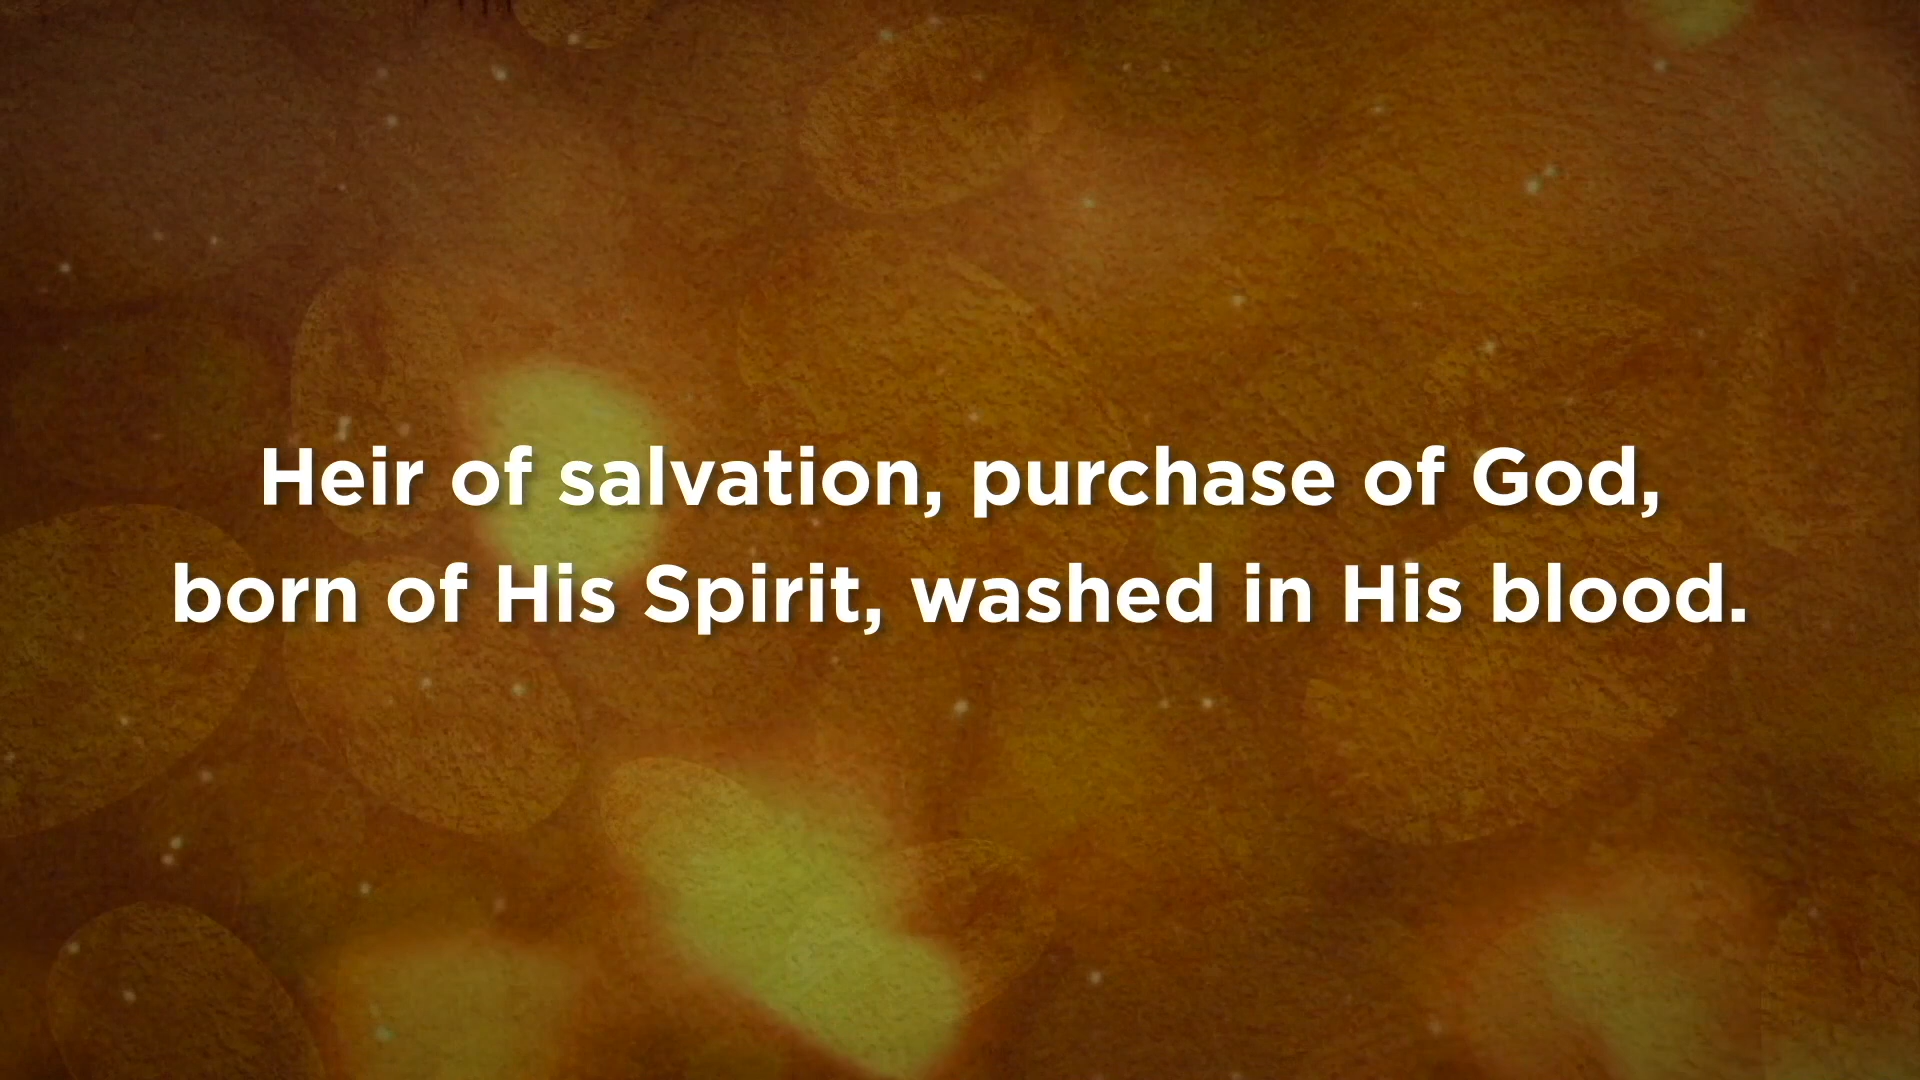 Heir of salvation, purchase of God,
born of His Spirit, washed in His blood.